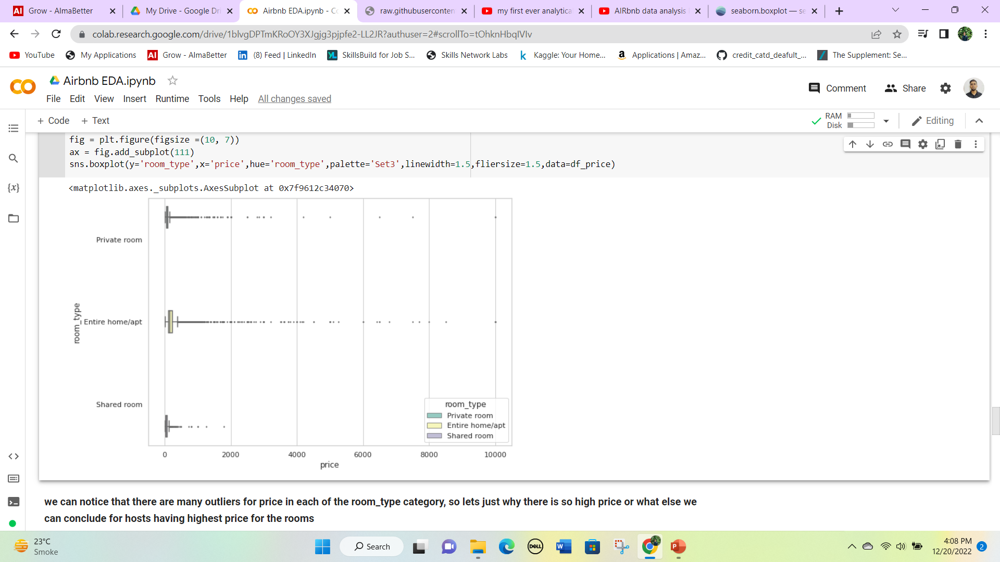 Grow - AlmaBetter
My Drive - Google Dri
Airbnb EDA.ipynb - Co
raw.githubuserconten
my first ever analytica
AIRbnb data analysis
seaborn.boxplot — se
colab.research.google.com/drive/1blvgDPTmKRoOY3XJgjg3pjpfe2-LL2JR?authuser=2#scrollTo=tOhknHbqIVIv
YouTube
My Applications
Grow - AlmaBetter
(8) Feed | LinkedIn
SkillsBuild for Job S...
Skills Network Labs
Kaggle: Your Home...
Applications | Amaz...
credit_catd_deafult_...
The Supplement: Se...
Airbnb EDA.ipynb
Comment
Share
File Edit View Insert Runtime Tools Help All changes saved
+ Code + Text
RAM
Disk
Editing
fig = plt.figure(figsize =(10, 7))
ax = fig.add_subplot(111)
sns.boxplot(y='room_type',x='price',hue='room_type',palette='Set3',linewidth=1.5,fliersize=1.5,data=df_price)
<matplotlib.axes._subplots.AxesSubplot at 0x7f9612c34070>
Private room
Entire home/apt
Shared room
room_type
room_type
Private room
Entire home/apt
Shared room
0 2000 4000 6000 8000 10000
price
we can notice that there are many outliers for price in each of the room_type category, so lets just why there is so high price or what else we
can conclude for hosts having highest price for the rooms
23°C
Smoke
Search
DELL
4:08 PM
12/20/2022
2